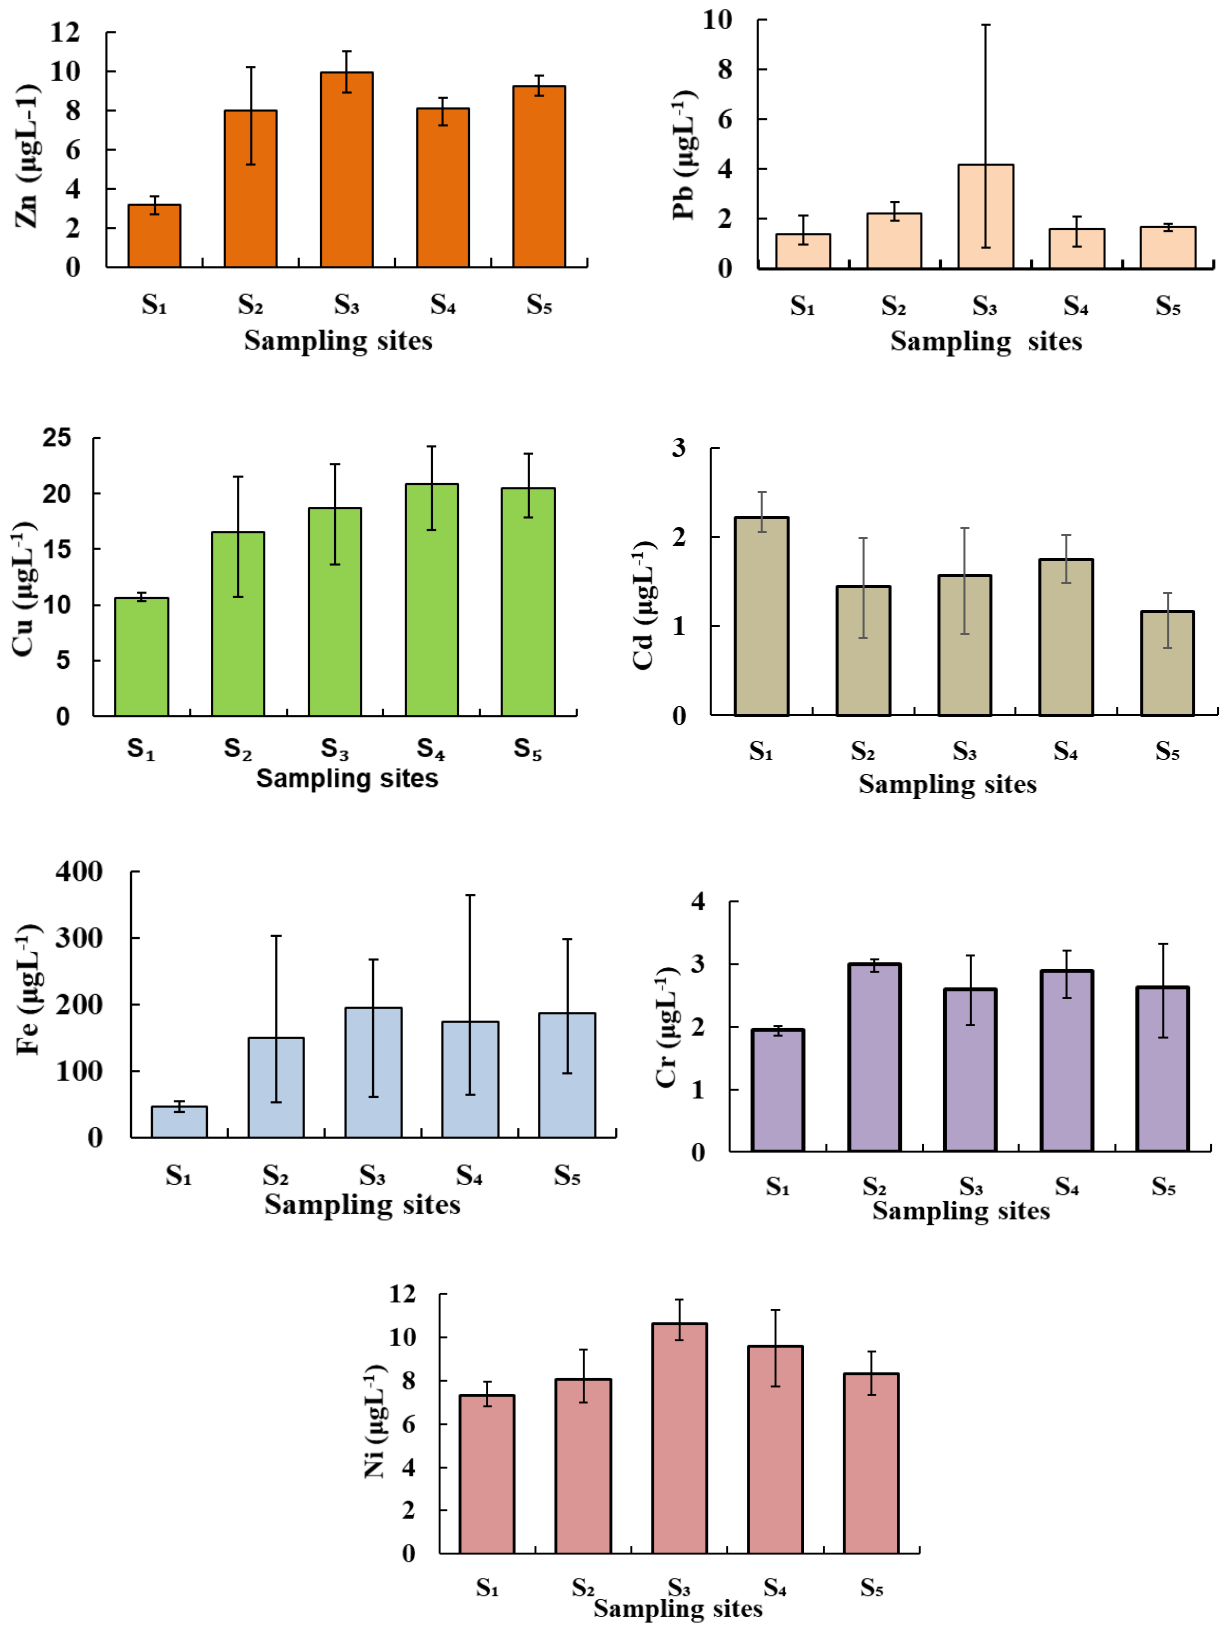 Zn (µgL-1)
12
10
8
6
4
2
0
S₁ S₂ S₃ S₄ S₅
Sampling sites
Pb (µgL⁻¹)
10
8
6
4
2
0
S₁ S₂ S₃ S₄ S₅
Sampling sites
Cu (µgL⁻¹)
25
20
15
10
5
0
S₁ S₂ S₃ S₄ S₅
Sampling sites
Cd (µgL⁻¹)
3
2
1
0
S₁ S₂ S₃ S₄ S₅
Sampling sites
Fe (µgL⁻¹)
400
300
200
100
0
S₁ S₂ S₃ S₄ S₅
Sampling sites
Cr (µgL⁻¹)
4
3
2
1
0
S₁ S₂ S₃ S₄ S₅
Sampling sites
Ni (µgL⁻¹)
12
10
8
6
4
2
0
S₁ S₂ S₃ S₄ S₅
Sampling sites